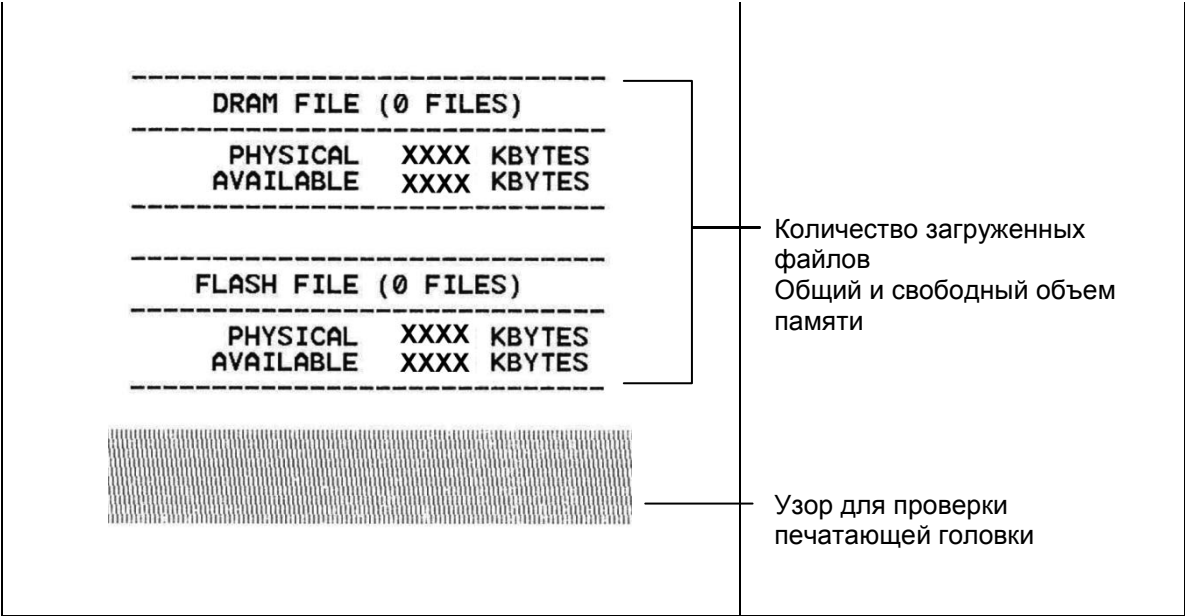 DRAM FILE (0 FILES)
PHYSICAL XXXX KBYTES
AVAILABLE XXXX KBYTES
FLASH FILE (0 FILES)
PHYSICAL XXXX KBYTES
AVAILABLE XXXX KBYTES
Количество загруженных
файлов
Общий и свободный объем
памяти
Узор для проверки
печатающей головки